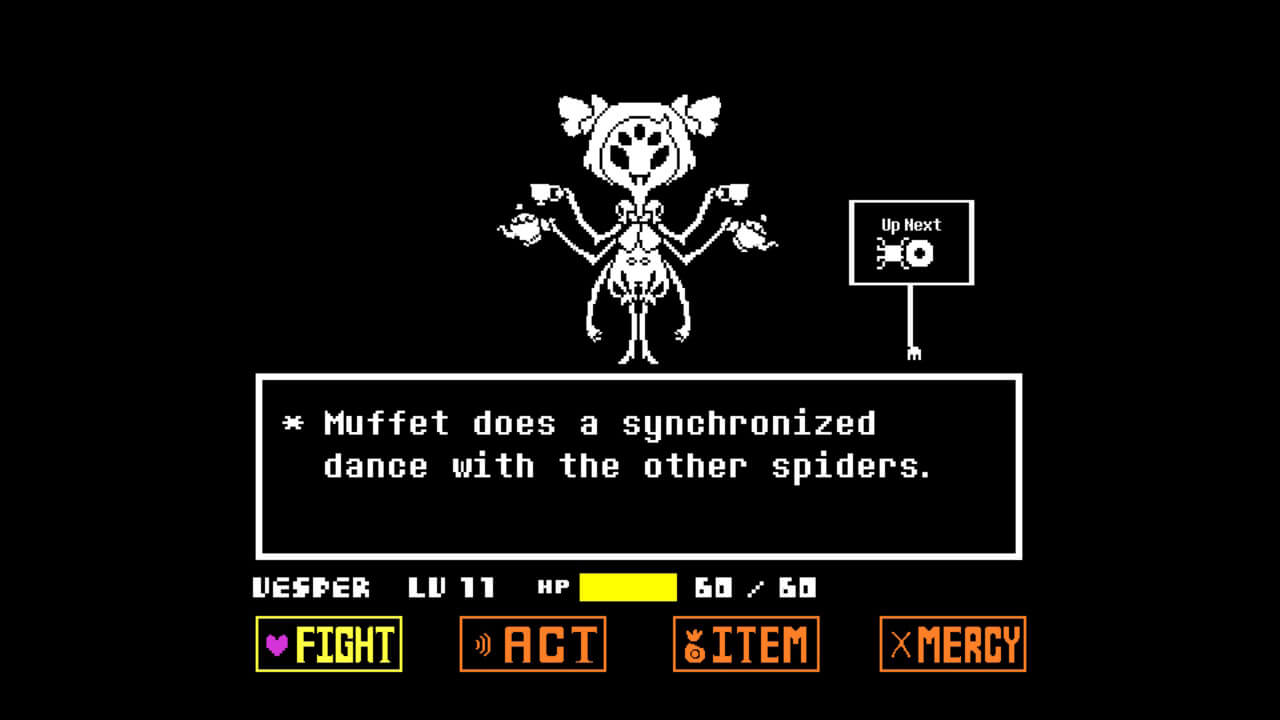 Up Next
* Muffet does a synchronized
dance with the other spiders.
VESPER LV 11 HP 60 / 60
FIGHT ACT ITEM MERCY